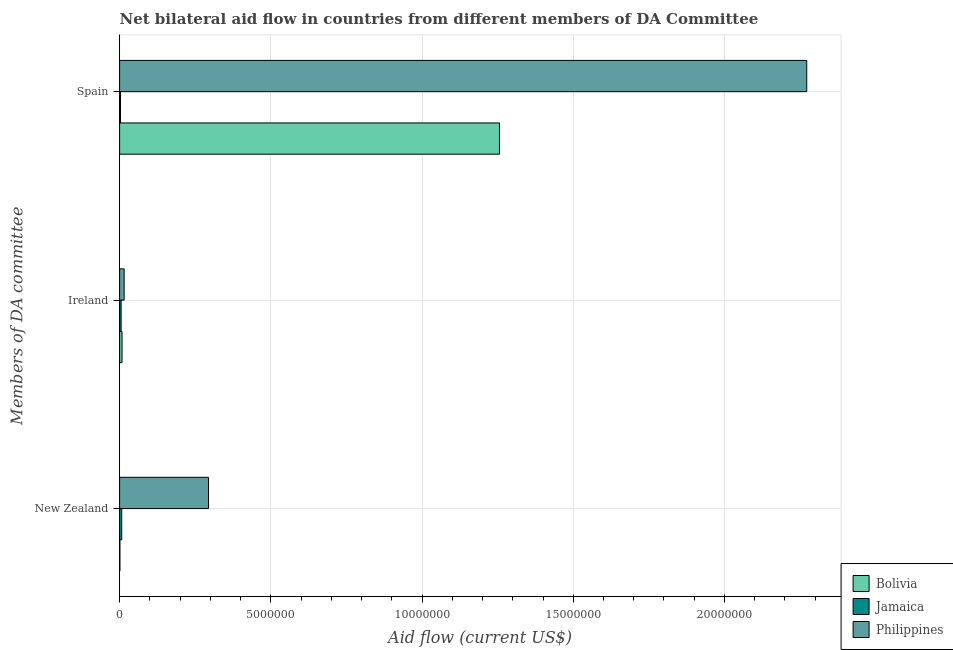 Net bilateral aid flow in countries from different members of DA Committee
Members of DA committee
Spain
Ireland
New Zealand
0
5000000
10000000
15000000
20000000
Aid flow (current US$)
Bolivia
Jamaica
Philippines